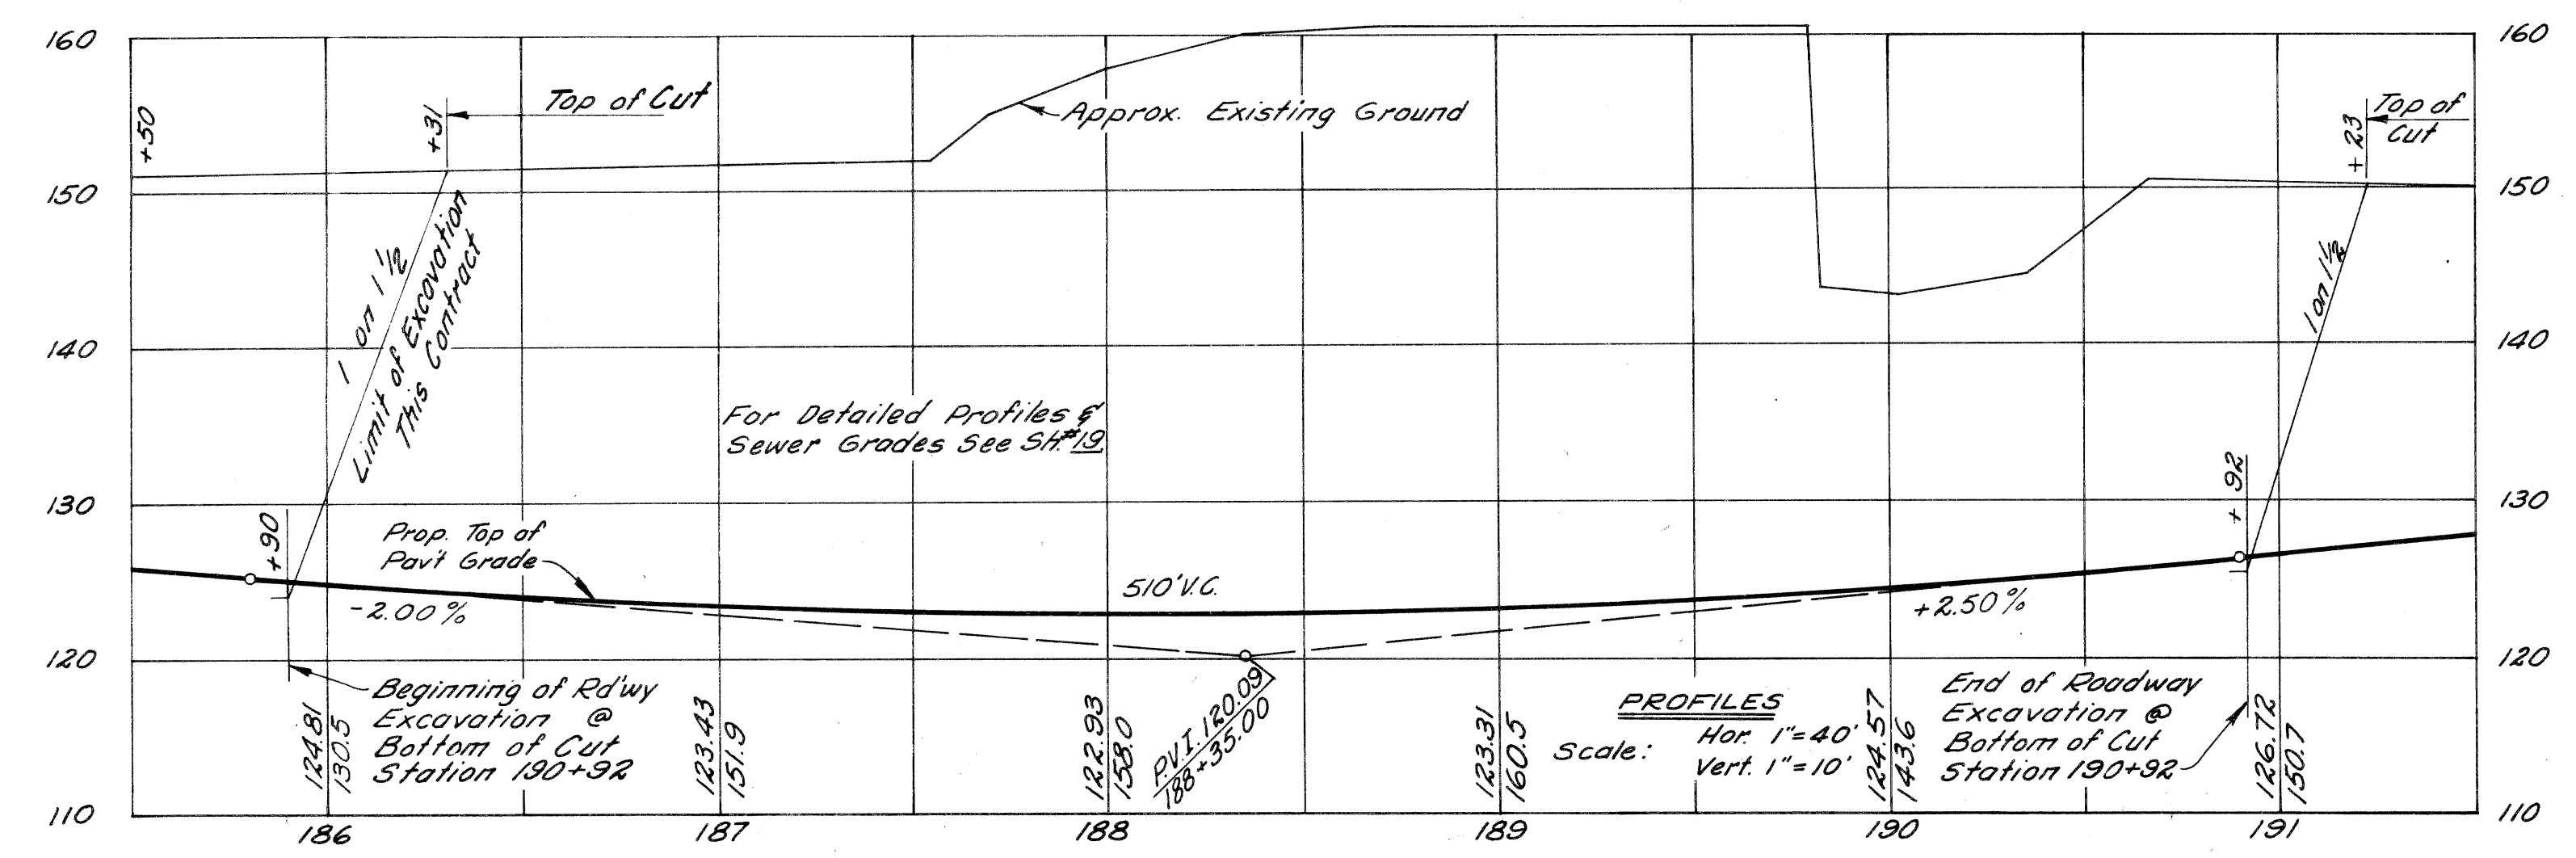 160
150
140
130
120
110
+50
+31
Top of Cut
1 on 1 1/2
Limit of Excavation
This Contract
Approx. Existing Ground
+23
Top of
Cut
1 on 1 1/2
For Detailed Profiles &
Sewer Grades See SH.#19
+90
Prop. Top of
Pav't Grade
-2.00%
510' V.C.
+2.50%
+92
Beginning of Rd'wy
Excavation @
Bottom of Cut
Station 190+92
P.V.I. 120.09
188+35.00
PROFILES
Scale: Hor. 1"=40'
Vert. 1"=10'
End of Roadway
Excavation @
Bottom of Cut
Station 190+92
124.81
130.5
123.43
151.9
122.93
158.0
123.31
160.5
124.57
143.6
126.72
150.7
186 187 188 189 190 191
160
150
140
130
120
110